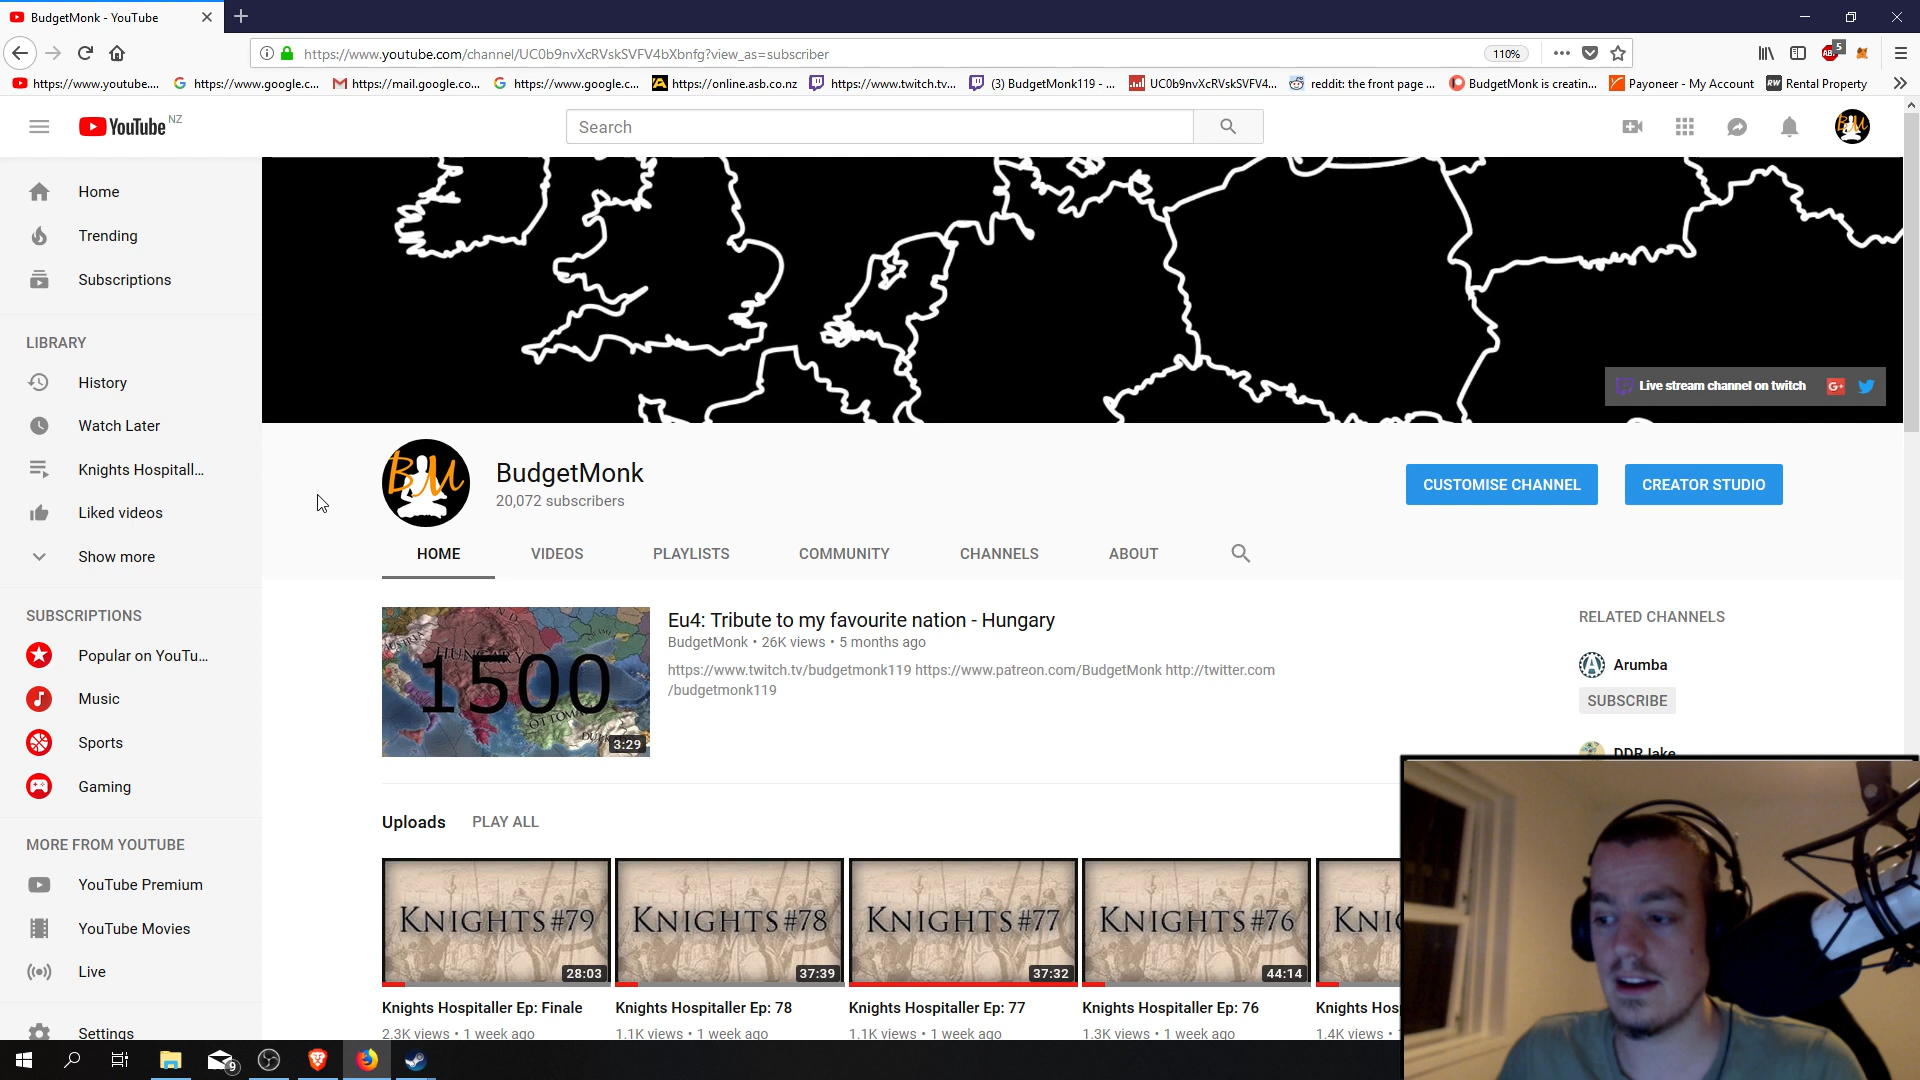 BudgetMonk - YouTube
https://www.youtube.com/channel/UC0b9nvXcRVskSVFV4bXbnfg?view_as=subscriber
110%
5
https://www.youtube....
https://www.google.c...
https://mail.google.co...
https://www.google.c...
https://online.asb.co.nz
https://www.twitch.tv...
(3) BudgetMonk119 - ...
UC0b9nvXcRVskSVFV4...
reddit: the front page ...
BudgetMonk is creatin...
Payoneer - My Account
RW Rental Property
YouTube NZ
Search
BM
Home
Trending
Subscriptions
LIBRARY
History
Watch Later
Knights Hospitall...
Liked videos
Show more
SUBSCRIPTIONS
Popular on YouTu...
Music
Sports
Gaming
MORE FROM YOUTUBE
YouTube Premium
YouTube Movies
Live
Settings
Live stream channel on twitch
G+
BM
BudgetMonk
20,072 subscribers
CUSTOMISE CHANNEL
CREATOR STUDIO
HOME
VIDEOS
PLAYLISTS
COMMUNITY
CHANNELS
ABOUT
HUNGARY
1500
3:29
Eu4: Tribute to my favourite nation - Hungary
BudgetMonk • 26K views • 5 months ago
https://www.twitch.tv/budgetmonk119 https://www.patreon.com/BudgetMonk http://twitter.com
/budgetmonk119
RELATED CHANNELS
Arumba
SUBSCRIBE
DDRJake
Uploads
PLAY ALL
KNIGHTS #79
28:03
KNIGHTS #78
37:39
KNIGHTS #77
37:32
KNIGHTS #76
44:14
KNI
Knights Hospitaller Ep: Finale
Knights Hospitaller Ep: 78
Knights Hospitaller Ep: 77
Knights Hospitaller Ep: 76
Knights Hos
2.3K views • 1 week ago
1.1K views • 1 week ago
1.1K views • 1 week ago
1.3K views • 1 week ago
1.4K views •
9